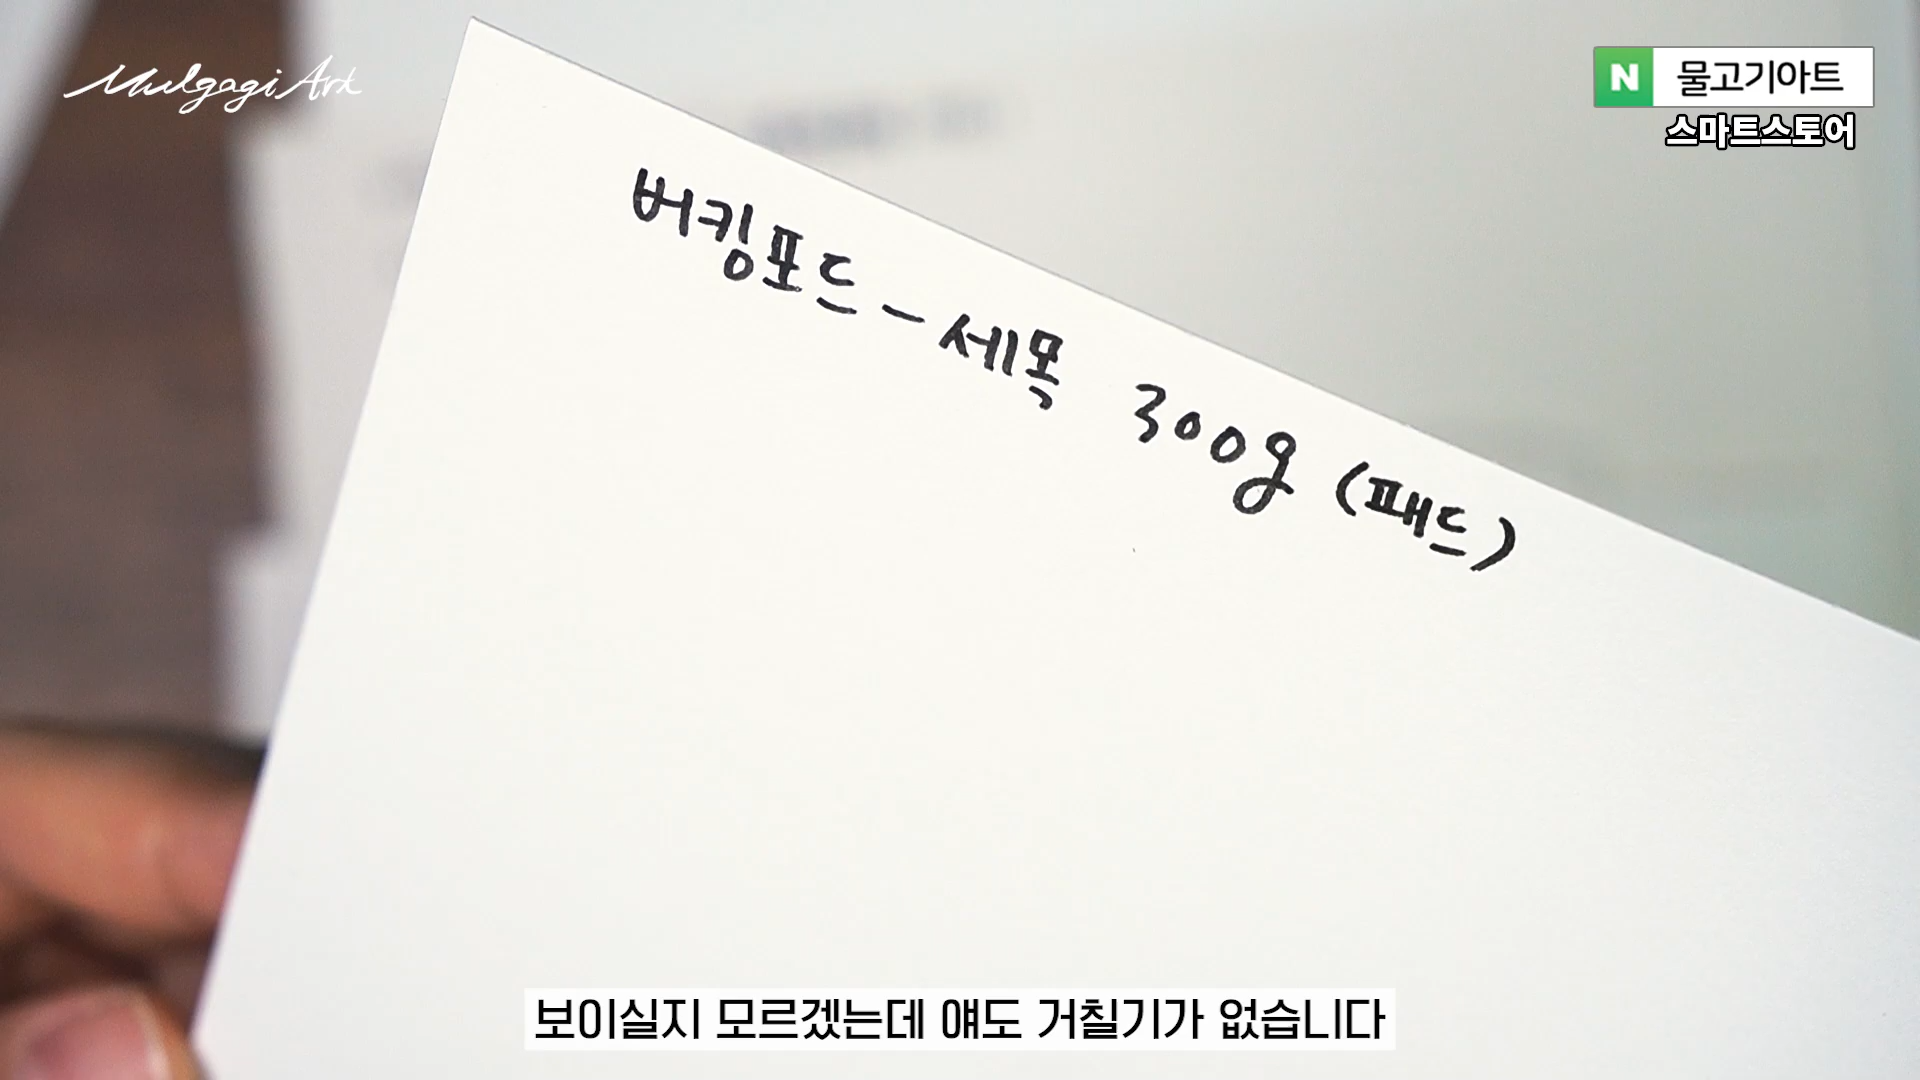 Mulgogi Art
N 물고기아트
스마트스토어
버킹포드-세목 300g (패드)
보이실지 모르겠는데 얘도 거칠기가 없습니다